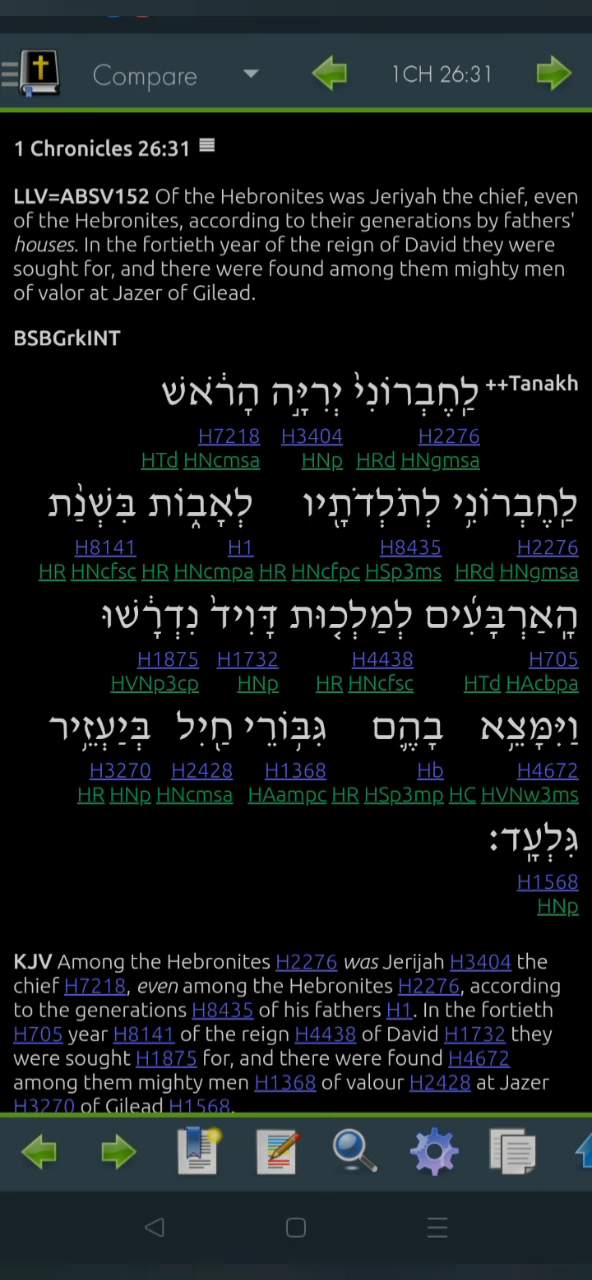 Compare
1CH 26:31
1 Chronicles 26:31
LLV=ABSV152 Of the Hebronites was Jeriyah the chief, even
of the Hebronites, according to their generations by fathers'
houses. In the fortieth year of the reign of David they were
sought for, and there were found among them mighty men
of valor at Jazer of Gilead.
BSBGrkINT
++Tanakh לַֽחֶבְרוֹנִי֙ יְרִיָּ֣ה הָרֹ֔אשׁ
H7218 H3404 H2276
HTd HNcmsa HNp HRd HNgmsa
לַֽחֶבְרוֹנִ֥י לְתֹלְדֹתָ֖יו לְאָב֑וֹת בִּשְׁנַ֨ת
H8141 H1 H8435 H2276
HR HNcfsc HR HNcmpa HR HNcfpc HSp3ms HRd HNgmsa
הָֽאַרְבָּעִ֜ים לְמַלְכ֤וּת דָּוִיד֙ נִדְרָ֔שׁוּ
H1875 H1732 H4438 H705
HVNp3cp HNp HR HNcfsc HTd HAcbpa
וַיִּמָּצֵ֥א בָהֶ֛ם גִּבּ֥וֹרֵי חַ֖יִל בְּיַעְזֵ֥יר
H3270 H2428 H1368 Hb H4672
HR HNp HNcmsa HAampc HR HSp3mp HC HVNw3ms
גִּלְעָֽד׃
H1568
HNp
KJV Among the Hebronites H2276 was Jerijah H3404 the
chief H7218, even among the Hebronites H2276, according
to the generations H8435 of his fathers H1. In the fortieth
H705 year H8141 of the reign H4438 of David H1732 they
were sought H1875 for, and there were found H4672
among them mighty men H1368 of valour H2428 at Jazer
H3270 of Gilead H1568.